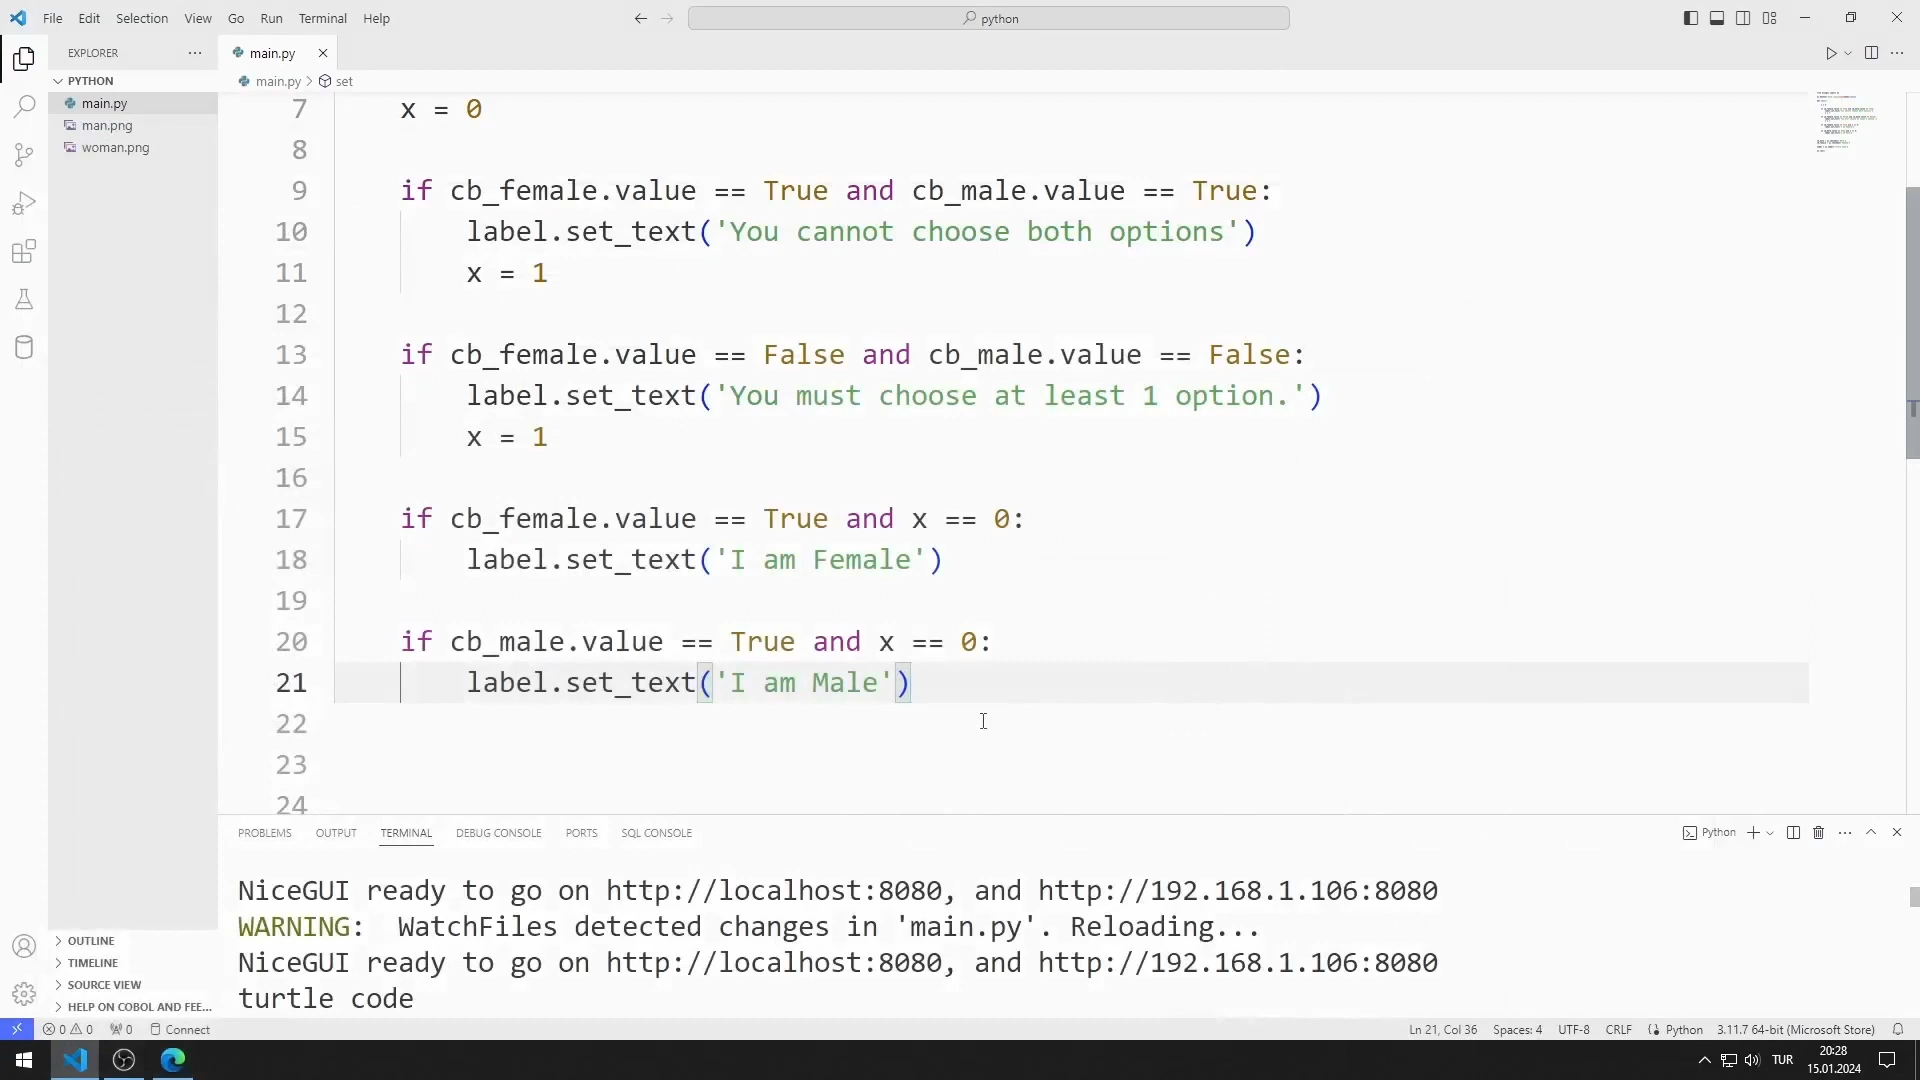 File Edit Selection View Go Run Terminal Help
python
EXPLORER
main.py
PYTHON
main.py > set
main.py
man.png
woman.png
7 x = 0
8
9 if cb_female.value == True and cb_male.value == True:
10 label.set_text('You cannot choose both options')
11 x = 1
12
13 if cb_female.value == False and cb_male.value == False:
14 label.set_text('You must choose at least 1 option.')
15 x = 1
16
17 if cb_female.value == True and x == 0:
18 label.set_text('I am Female')
19
20 if cb_male.value == True and x == 0:
21 label.set_text('I am Male')
22
23
24
PROBLEMS OUTPUT TERMINAL DEBUG CONSOLE PORTS SQL CONSOLE
Python
NiceGUI ready to go on http://localhost:8080, and http://192.168.1.106:8080
WARNING:  WatchFiles detected changes in 'main.py'. Reloading...
NiceGUI ready to go on http://localhost:8080, and http://192.168.1.106:8080
turtle code
OUTLINE
TIMELINE
SOURCE VIEW
HELP ON COBOL AND FEE...
0 0 0 Connect
Ln 21, Col 36 Spaces: 4 UTF-8 CRLF Python 3.11.7 64-bit (Microsoft Store)
TUR
20:28
15.01.2024